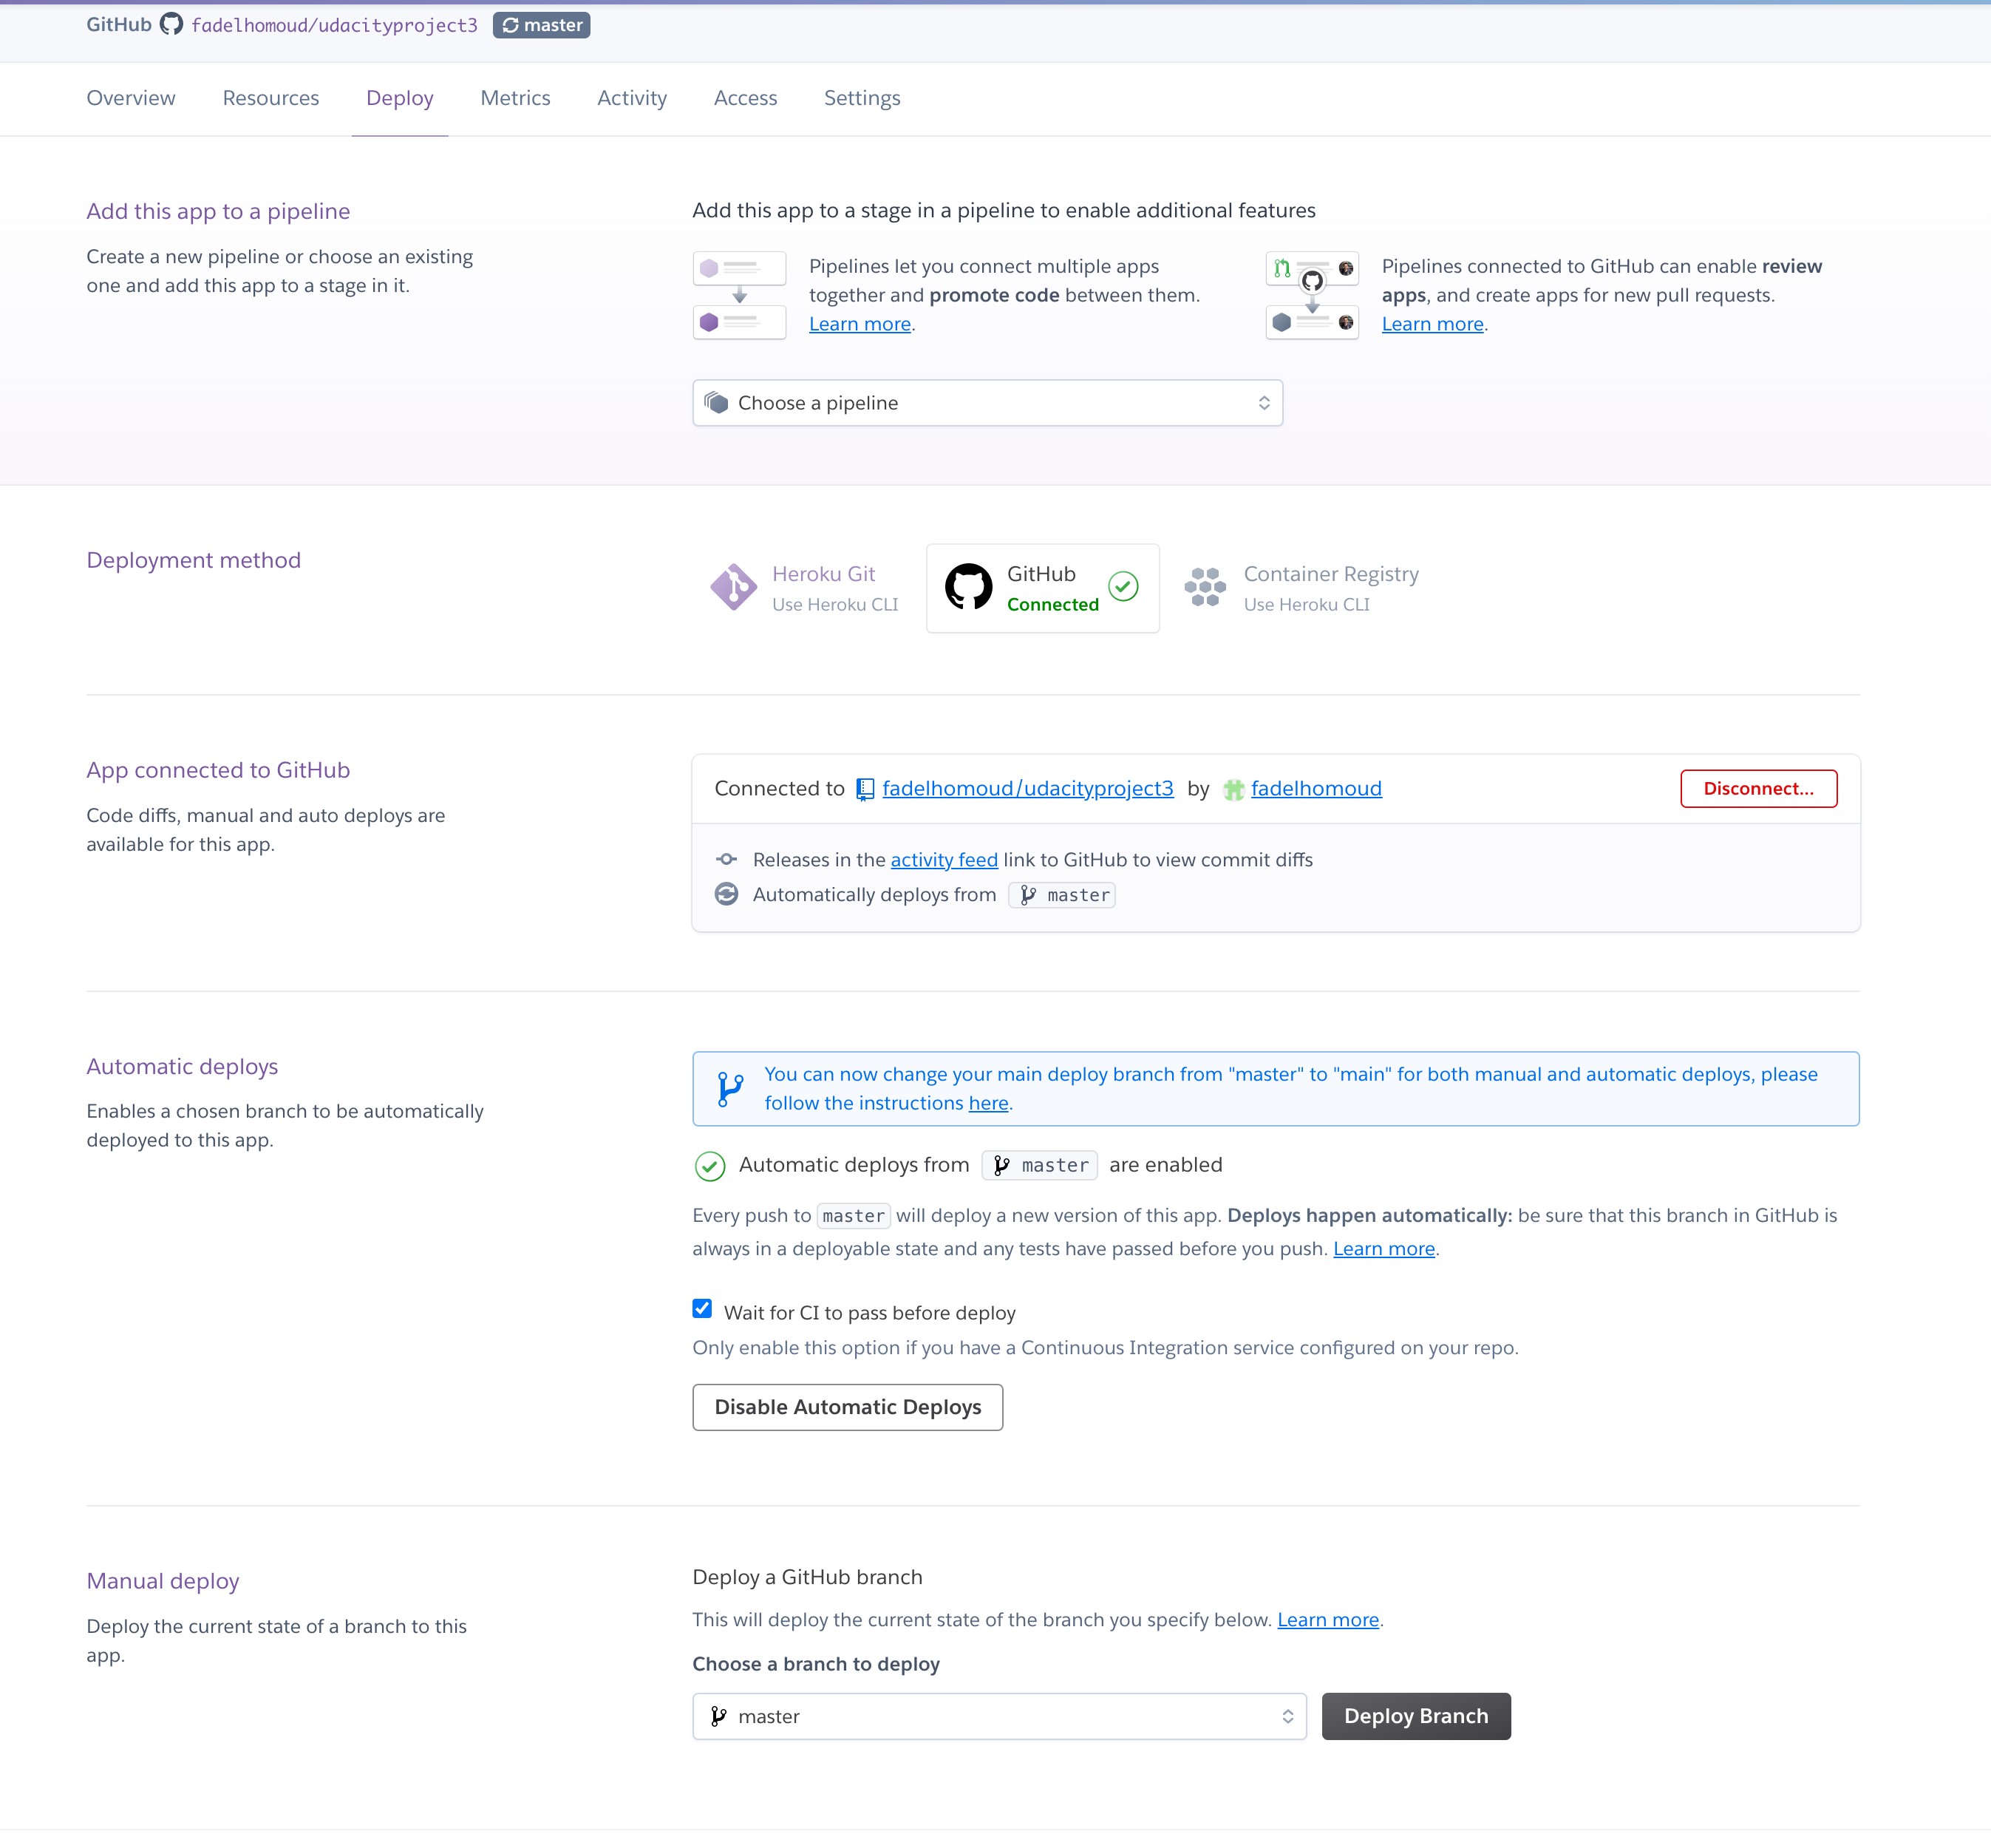 GitHub fadelhomoud/udacityproject3 master
Overview Resources Deploy Metrics Activity Access Settings
Add this app to a pipeline
Create a new pipeline or choose an existing
one and add this app to a stage in it.
Add this app to a stage in a pipeline to enable additional features
Pipelines let you connect multiple apps
together and promote code between them.
Learn more.
Pipelines connected to GitHub can enable review
apps, and create apps for new pull requests.
Learn more.
Choose a pipeline
Deployment method
Heroku Git
Use Heroku CLI
GitHub
Connected
Container Registry
Use Heroku CLI
App connected to GitHub
Code diffs, manual and auto deploys are
available for this app.
Connected to fadelhomoud/udacityproject3 by fadelhomoud
Disconnect...
Releases in the activity feed link to GitHub to view commit diffs
Automatically deploys from master
Automatic deploys
Enables a chosen branch to be automatically
deployed to this app.
You can now change your main deploy branch from "master" to "main" for both manual and automatic deploys, please
follow the instructions here.
Automatic deploys from master are enabled
Every push to master will deploy a new version of this app. Deploys happen automatically: be sure that this branch in GitHub is
always in a deployable state and any tests have passed before you push. Learn more.
Wait for CI to pass before deploy
Only enable this option if you have a Continuous Integration service configured on your repo.
Disable Automatic Deploys
Manual deploy
Deploy the current state of a branch to this
app.
Deploy a GitHub branch
This will deploy the current state of the branch you specify below. Learn more.
Choose a branch to deploy
master
Deploy Branch